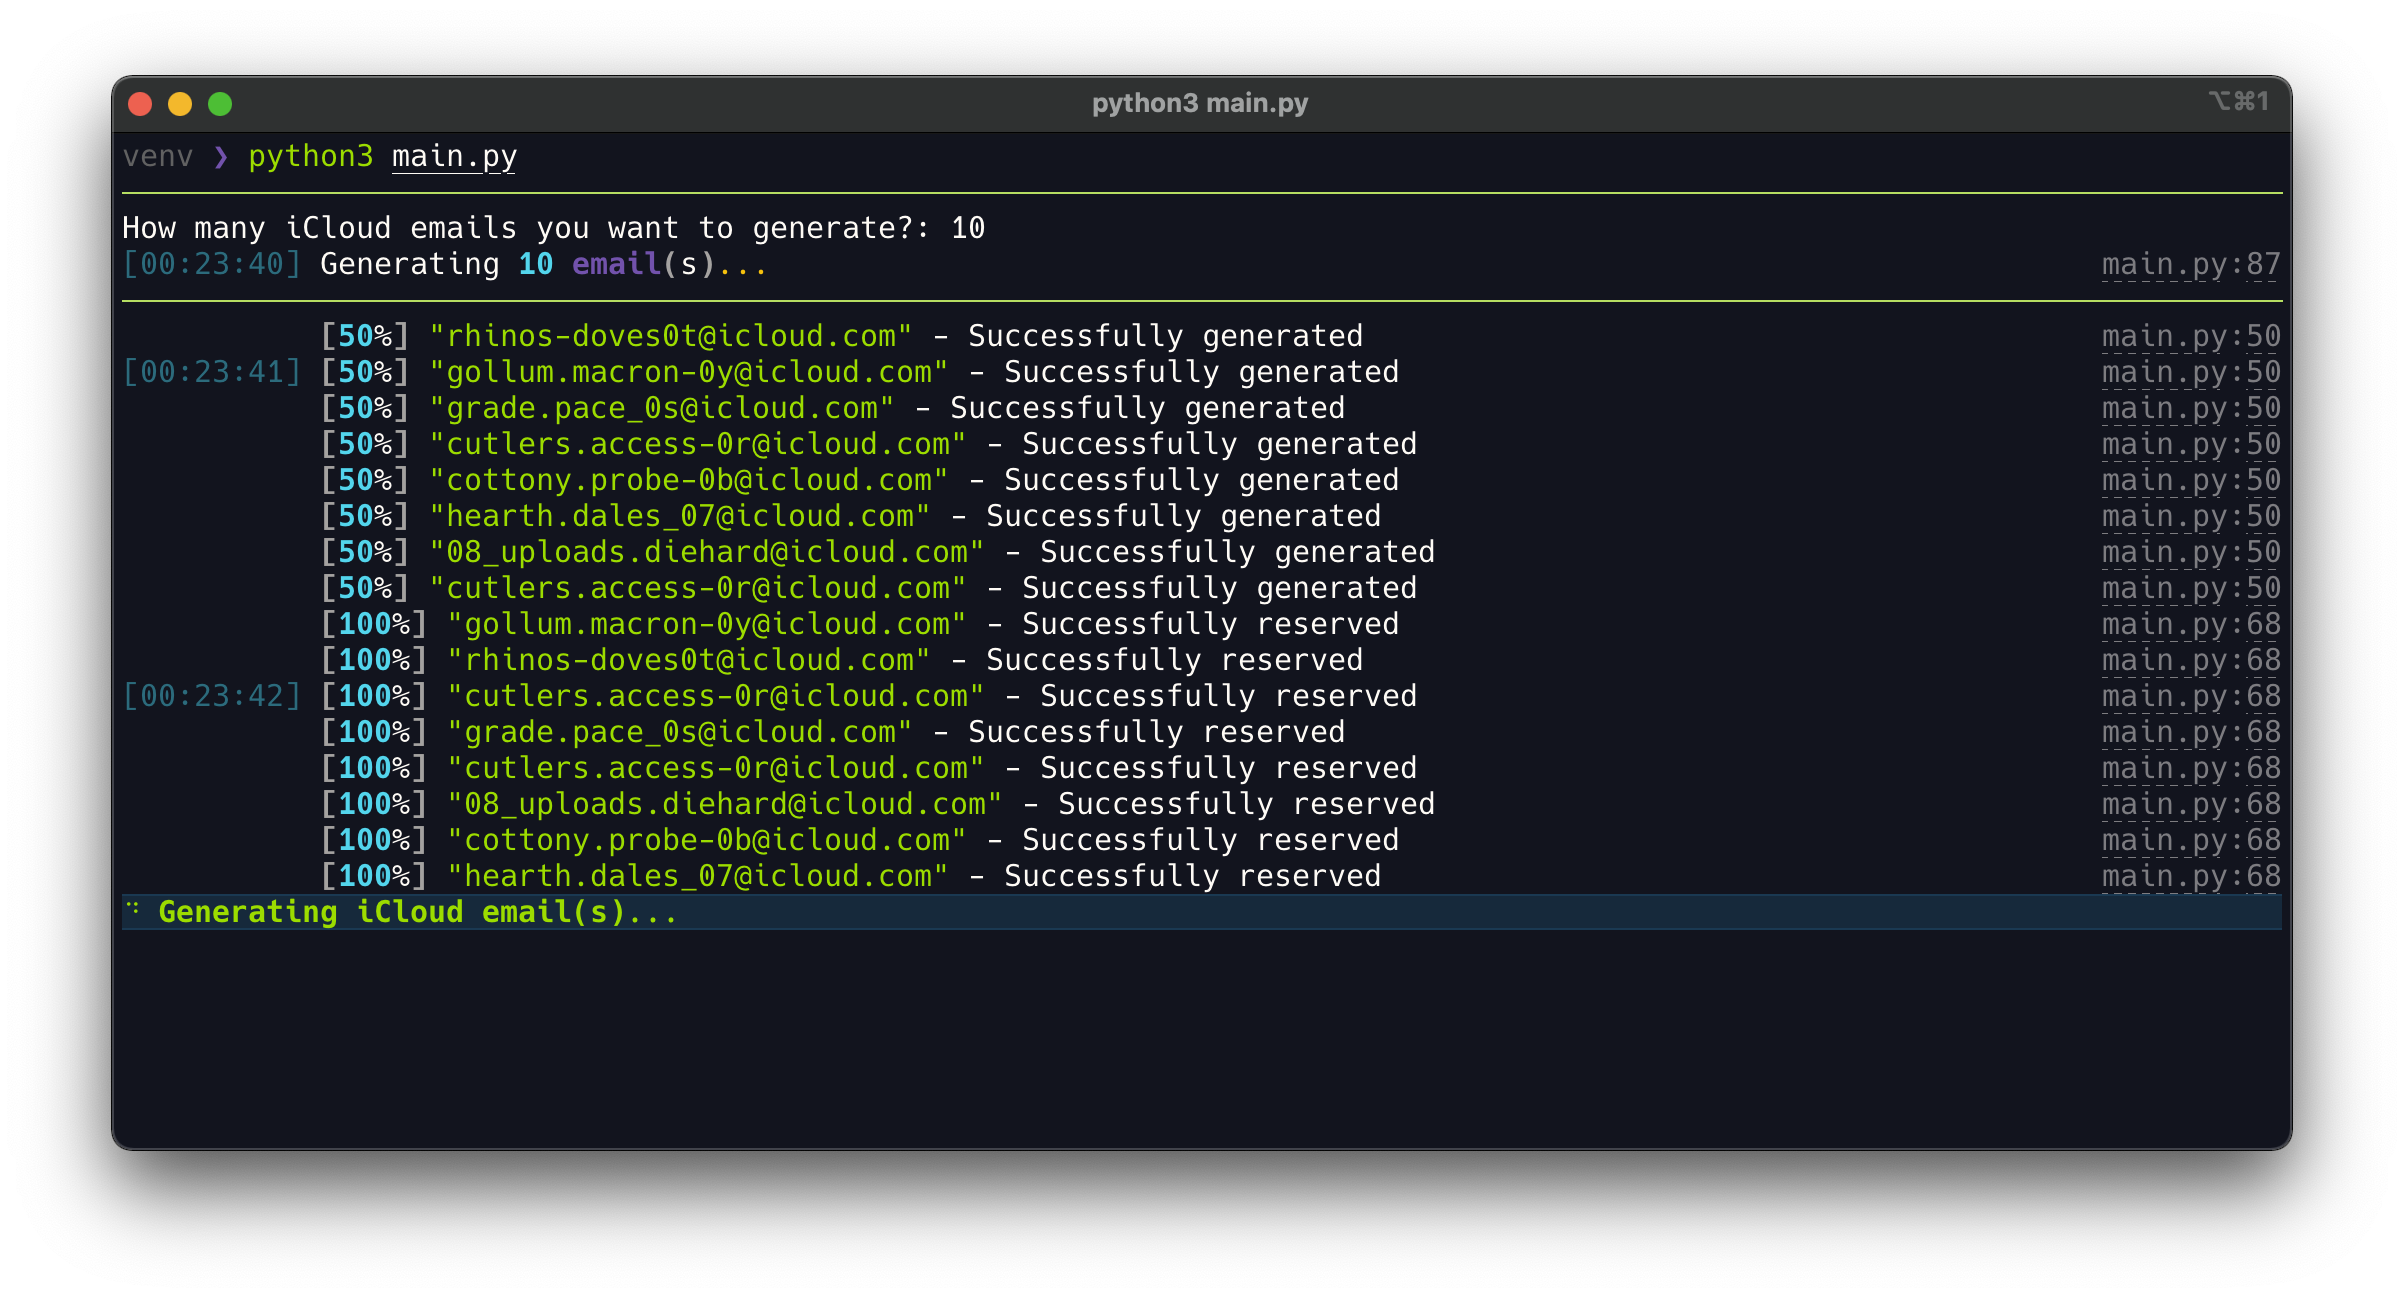 python3 main.py ⌥⌘1
venv ❯ python3 main.py
How many iCloud emails you want to generate?: 10
[00:23:40] Generating 10 email(s)... main.py:87
[50%] "rhinos-doves0t@icloud.com" - Successfully generated main.py:50
[00:23:41] [50%] "gollum.macron-0y@icloud.com" - Successfully generated main.py:50
[50%] "grade.pace_0s@icloud.com" - Successfully generated main.py:50
[50%] "cutlers.access-0r@icloud.com" - Successfully generated main.py:50
[50%] "cottony.probe-0b@icloud.com" - Successfully generated main.py:50
[50%] "hearth.dales_07@icloud.com" - Successfully generated main.py:50
[50%] "08_uploads.diehard@icloud.com" - Successfully generated main.py:50
[50%] "cutlers.access-0r@icloud.com" - Successfully generated main.py:50
[100%] "gollum.macron-0y@icloud.com" - Successfully reserved main.py:68
[100%] "rhinos-doves0t@icloud.com" - Successfully reserved main.py:68
[00:23:42] [100%] "cutlers.access-0r@icloud.com" - Successfully reserved main.py:68
[100%] "grade.pace_0s@icloud.com" - Successfully reserved main.py:68
[100%] "cutlers.access-0r@icloud.com" - Successfully reserved main.py:68
[100%] "08_uploads.diehard@icloud.com" - Successfully reserved main.py:68
[100%] "cottony.probe-0b@icloud.com" - Successfully reserved main.py:68
[100%] "hearth.dales_07@icloud.com" - Successfully reserved main.py:68
Generating iCloud email(s)...